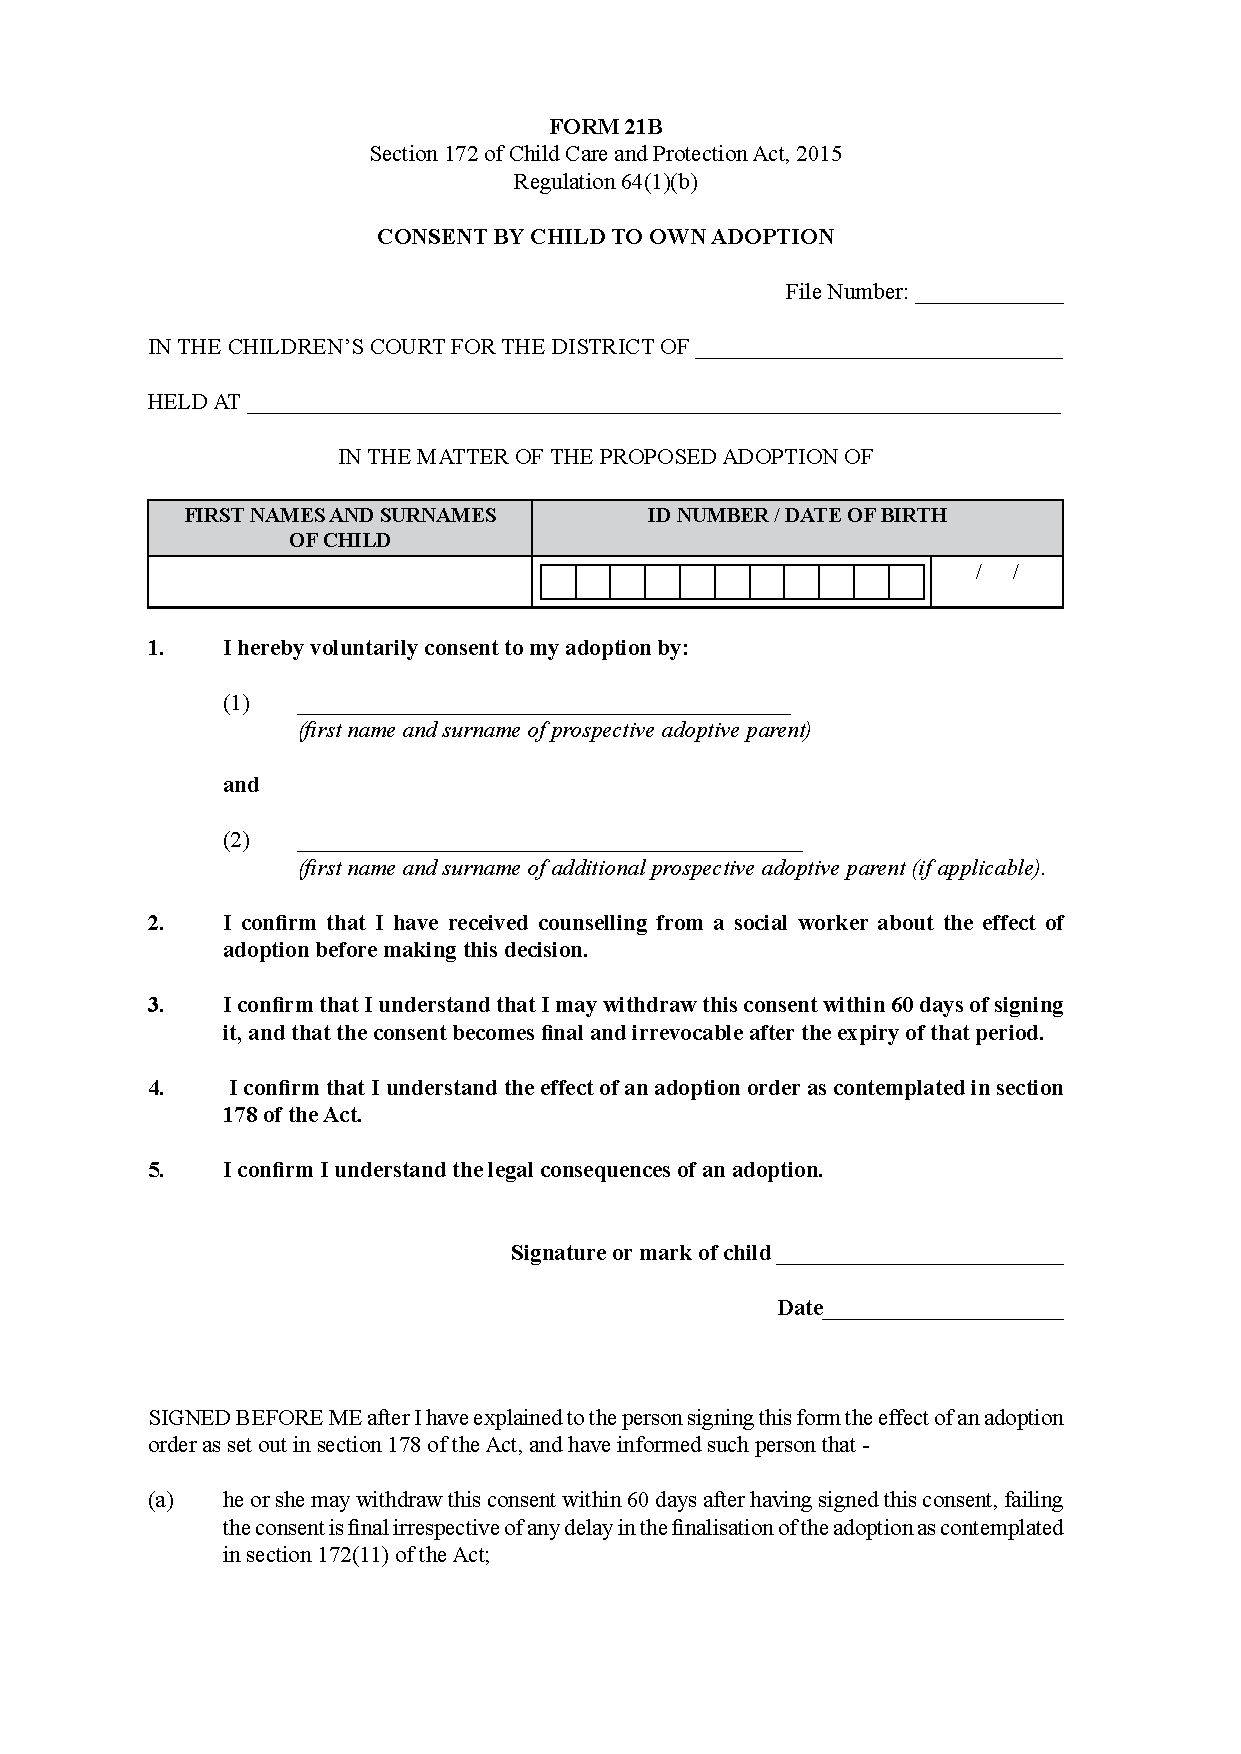 FORM 21B
Section 172 of Child Care and Protection Act, 2015
Regulation 64(1)(b)
CONSENT BY CHILD TO OWN ADOPTION
File Number: _____________
IN THE CHILDREN’S COURT FOR THE DISTRICT OF ________________________________
HELD AT _______________________________________________________________________
IN THE MATTER OF THE PROPOSED ADOPTION OF
FIRST NAMES AND SURNAMES
OF CHILD
ID NUMBER / DATE OF BIRTH
/ /
1. I hereby voluntarily consent to my adoption by:
(1) ___________________________________________
(first name and surname of prospective adoptive parent)
and
(2) ____________________________________________
(first name and surname of additional prospective adoptive parent (if applicable).
2. I confirm that I have received counselling from a social worker about the effect of
adoption before making this decision.
3. I confirm that I understand that I may withdraw this consent within 60 days of signing
it, and that the consent becomes final and irrevocable after the expiry of that period.
4. I confirm that I understand the effect of an adoption order as contemplated in section
178 of the Act.
5. I confirm I understand the legal consequences of an adoption.
Signature or mark of child _________________________
Date_____________________
SIGNED BEFORE ME after I have explained to the person signing this form the effect of an adoption
order as set out in section 178 of the Act, and have informed such person that -
(a) he or she may withdraw this consent within 60 days after having signed this consent, failing
the consent is final irrespective of any delay in the finalisation of the adoption as contemplated
in section 172(11) of the Act;